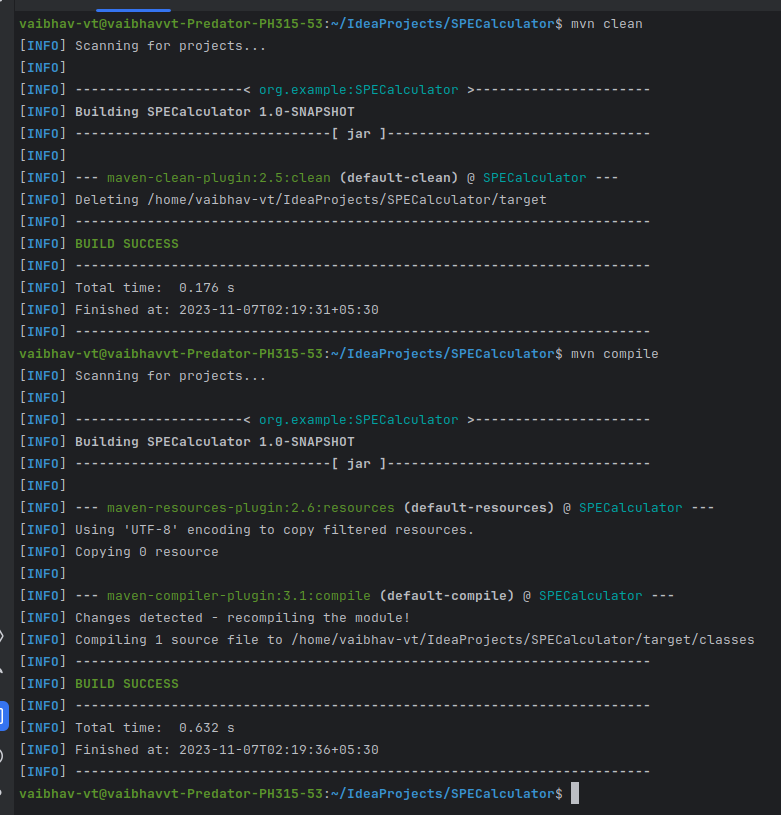 vaibhav-vt@vaibhavvt-Predator-PH315-53:~/IdeaProjects/SPECalculator$ mvn clean
[INFO] Scanning for projects...
[INFO]
[INFO] ---------------------< org.example:SPECalculator >----------------------
[INFO] Building SPECalculator 1.0-SNAPSHOT
[INFO] --------------------------------[ jar ]---------------------------------
[INFO]
[INFO] --- maven-clean-plugin:2.5:clean (default-clean) @ SPECalculator ---
[INFO] Deleting /home/vaibhav-vt/IdeaProjects/SPECalculator/target
[INFO] ------------------------------------------------------------------------
[INFO] BUILD SUCCESS
[INFO] ------------------------------------------------------------------------
[INFO] Total time:  0.176 s
[INFO] Finished at: 2023-11-07T02:19:31+05:30
[INFO] ------------------------------------------------------------------------
vaibhav-vt@vaibhavvt-Predator-PH315-53:~/IdeaProjects/SPECalculator$ mvn compile
[INFO] Scanning for projects...
[INFO]
[INFO] ---------------------< org.example:SPECalculator >----------------------
[INFO] Building SPECalculator 1.0-SNAPSHOT
[INFO] --------------------------------[ jar ]---------------------------------
[INFO]
[INFO] --- maven-resources-plugin:2.6:resources (default-resources) @ SPECalculator ---
[INFO] Using 'UTF-8' encoding to copy filtered resources.
[INFO] Copying 0 resource
[INFO]
[INFO] --- maven-compiler-plugin:3.1:compile (default-compile) @ SPECalculator ---
[INFO] Changes detected - recompiling the module!
[INFO] Compiling 1 source file to /home/vaibhav-vt/IdeaProjects/SPECalculator/target/classes
[INFO] ------------------------------------------------------------------------
[INFO] BUILD SUCCESS
[INFO] ------------------------------------------------------------------------
[INFO] Total time:  0.632 s
[INFO] Finished at: 2023-11-07T02:19:36+05:30
[INFO] ------------------------------------------------------------------------
vaibhav-vt@vaibhavvt-Predator-PH315-53:~/IdeaProjects/SPECalculator$